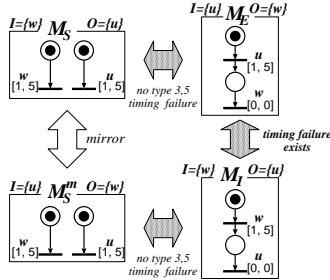 I={w} M_S O={u}
w
[1, 5]
u
[1, 5]
no type 3,5
timing failure
I={u} M_E O={w}
u
[1, 5]
w
[0, 0]
mirror
timing failure
exists
I={u} M_S^m O={w}
w
[1, 5]
u
[1, 5]
no type 3,5
timing failure
I={w} M_I O={u}
w
[1, 5]
u
[0, 0]